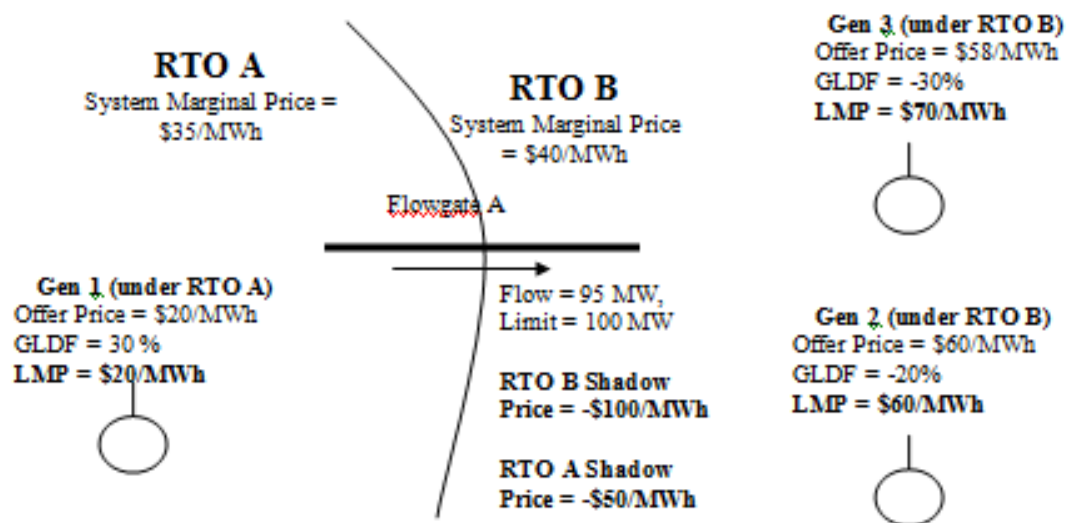 RTO A
System Marginal Price =
$35/MWh
RTO B
System Marginal Price
= $40/MWh
Gen 3 (under RTO B)
Offer Price = $58/MWh
GLDF = -30%
LMP = $70/MWh
Flowgate A
Gen 1 (under RTO A)
Offer Price = $20/MWh
GLDF = 30 %
LMP = $20/MWh
Flow = 95 MW,
Limit = 100 MW
RTO B Shadow
Price = -$100/MWh
RTO A Shadow
Price = -$50/MWh
Gen 2 (under RTO B)
Offer Price = $60/MWh
GLDF = -20%
LMP = $60/MWh